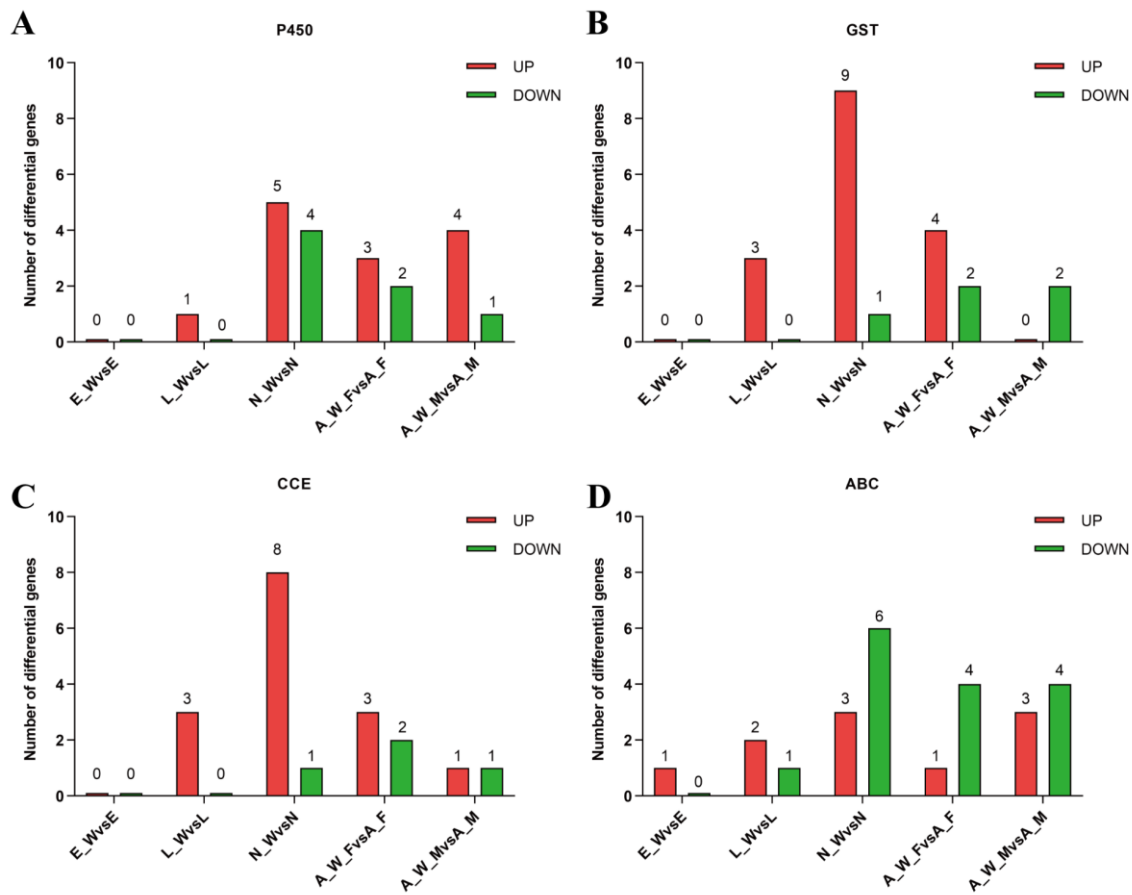 A
P450
Number of differential genes
10
8
6
4
2
0
UP
DOWN
0 0
1 0
5 4
3 2
4 1
E_WvsE
L_WvsL
N_WvsN
A_W_FvsA_F
A_W_MvsA_M
B
GST
Number of differential genes
10
8
6
4
2
0
UP
DOWN
0 0
3 0
9 1
4 2
0 2
E_WvsE
L_WvsL
N_WvsN
A_W_FvsA_F
A_W_MvsA_M
C
CCE
Number of differential genes
10
8
6
4
2
0
UP
DOWN
0 0
3 0
8 1
3 2
1 1
E_WvsE
L_WvsL
N_WvsN
A_W_FvsA_F
A_W_MvsA_M
D
ABC
Number of differential genes
10
8
6
4
2
0
UP
DOWN
1 0
2 1
3 6
1 4
3 4
E_WvsE
L_WvsL
N_WvsN
A_W_FvsA_F
A_W_MvsA_M